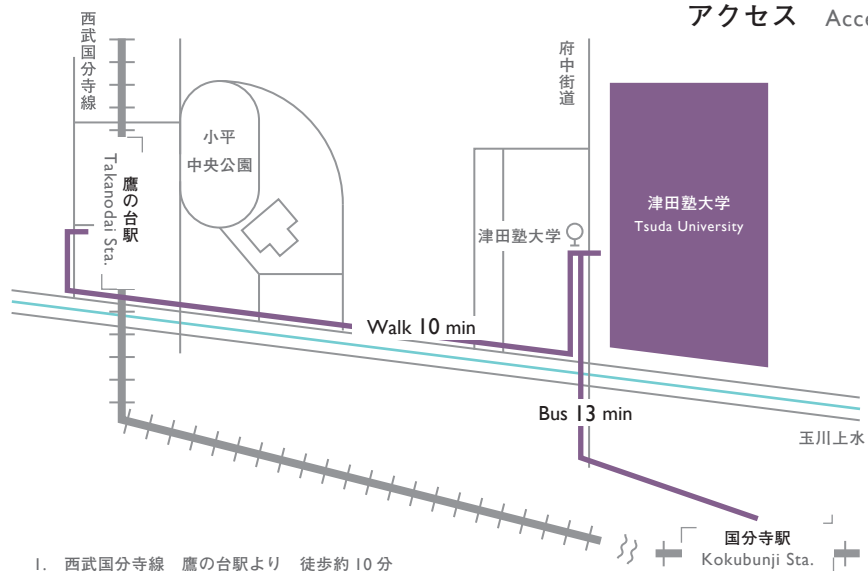 アクセス Acce
西武国分寺線
府中街道
小平
中央公園
鷹の台駅
Takanodai Sta.
津田塾大学
津田塾大学
Tsuda University
Walk 10 min
Bus 13 min
玉川上水
国分寺駅
Kokubunji Sta.
1. 西武国分寺線 鷹の台駅より 徒歩約10分